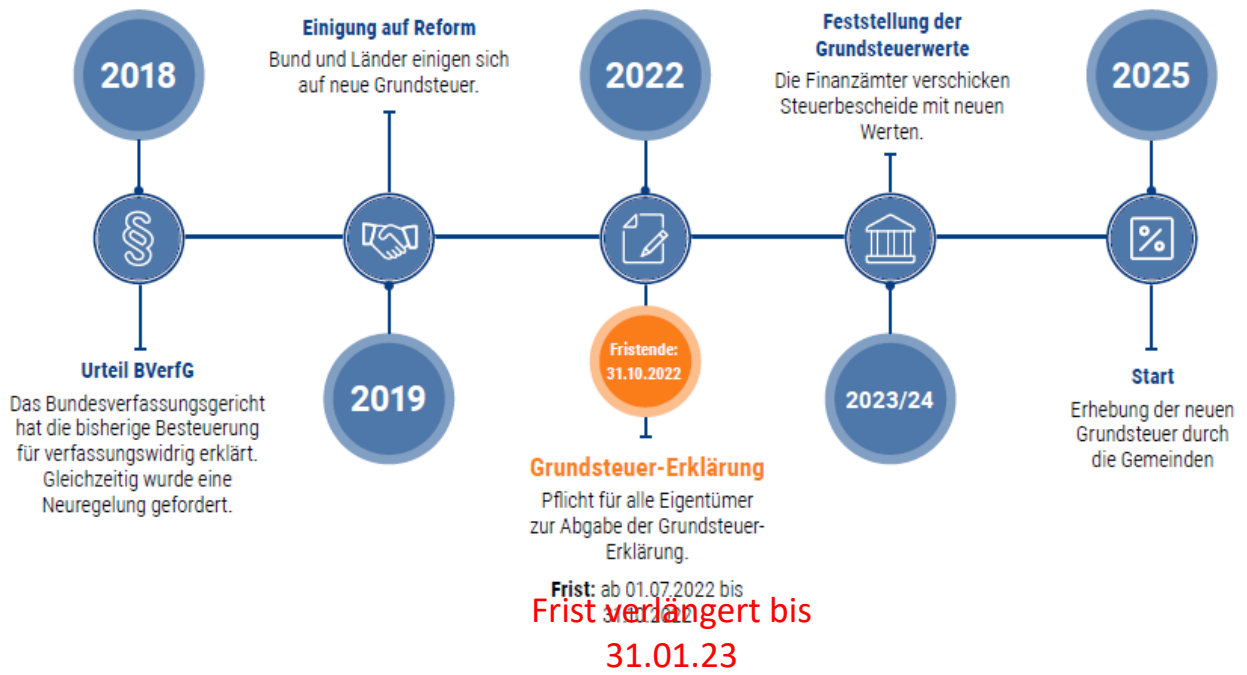 2018
Urteil BVerfG
Das Bundesverfassungsgericht
hat die bisherige Besteuerung
für verfassungswidrig erklärt.
Gleichzeitig wurde eine
Neuregelung gefordert.
Einigung auf Reform
Bund und Länder einigen sich
auf neue Grundsteuer.
2019
2022
Fristende:
31.10.2022
Grundsteuer-Erklärung
Pflicht für alle Eigentümer
zur Abgabe der Grundsteuer-
Erklärung.
Frist: ab 01.07.2022 bis
31.10.2022
Frist verlängert bis
31.01.23
Feststellung der
Grundsteuerwerte
Die Finanzämter verschicken
Steuerbescheide mit neuen
Werten.
2023/24
2025
Start
Erhebung der neuen
Grundsteuer durch
die Gemeinden